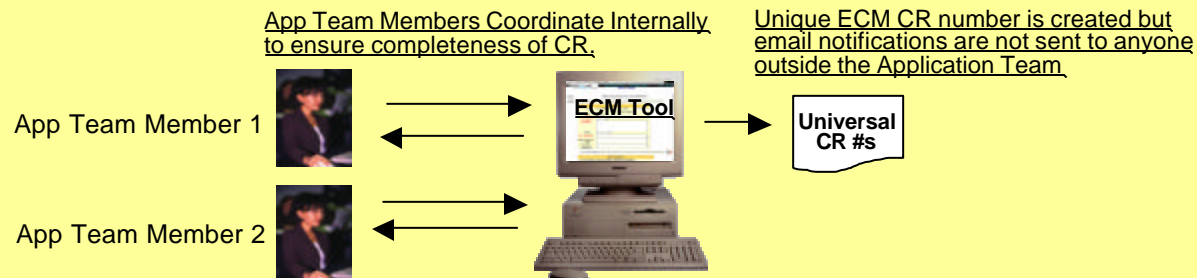 App Team Members Coordinate Internally
to ensure completeness of CR.
Unique ECM CR number is created but
email notifications are not sent to anyone
outside the Application Team
App Team Member 1
ECM Tool
Universal
CR #s
App Team Member 2